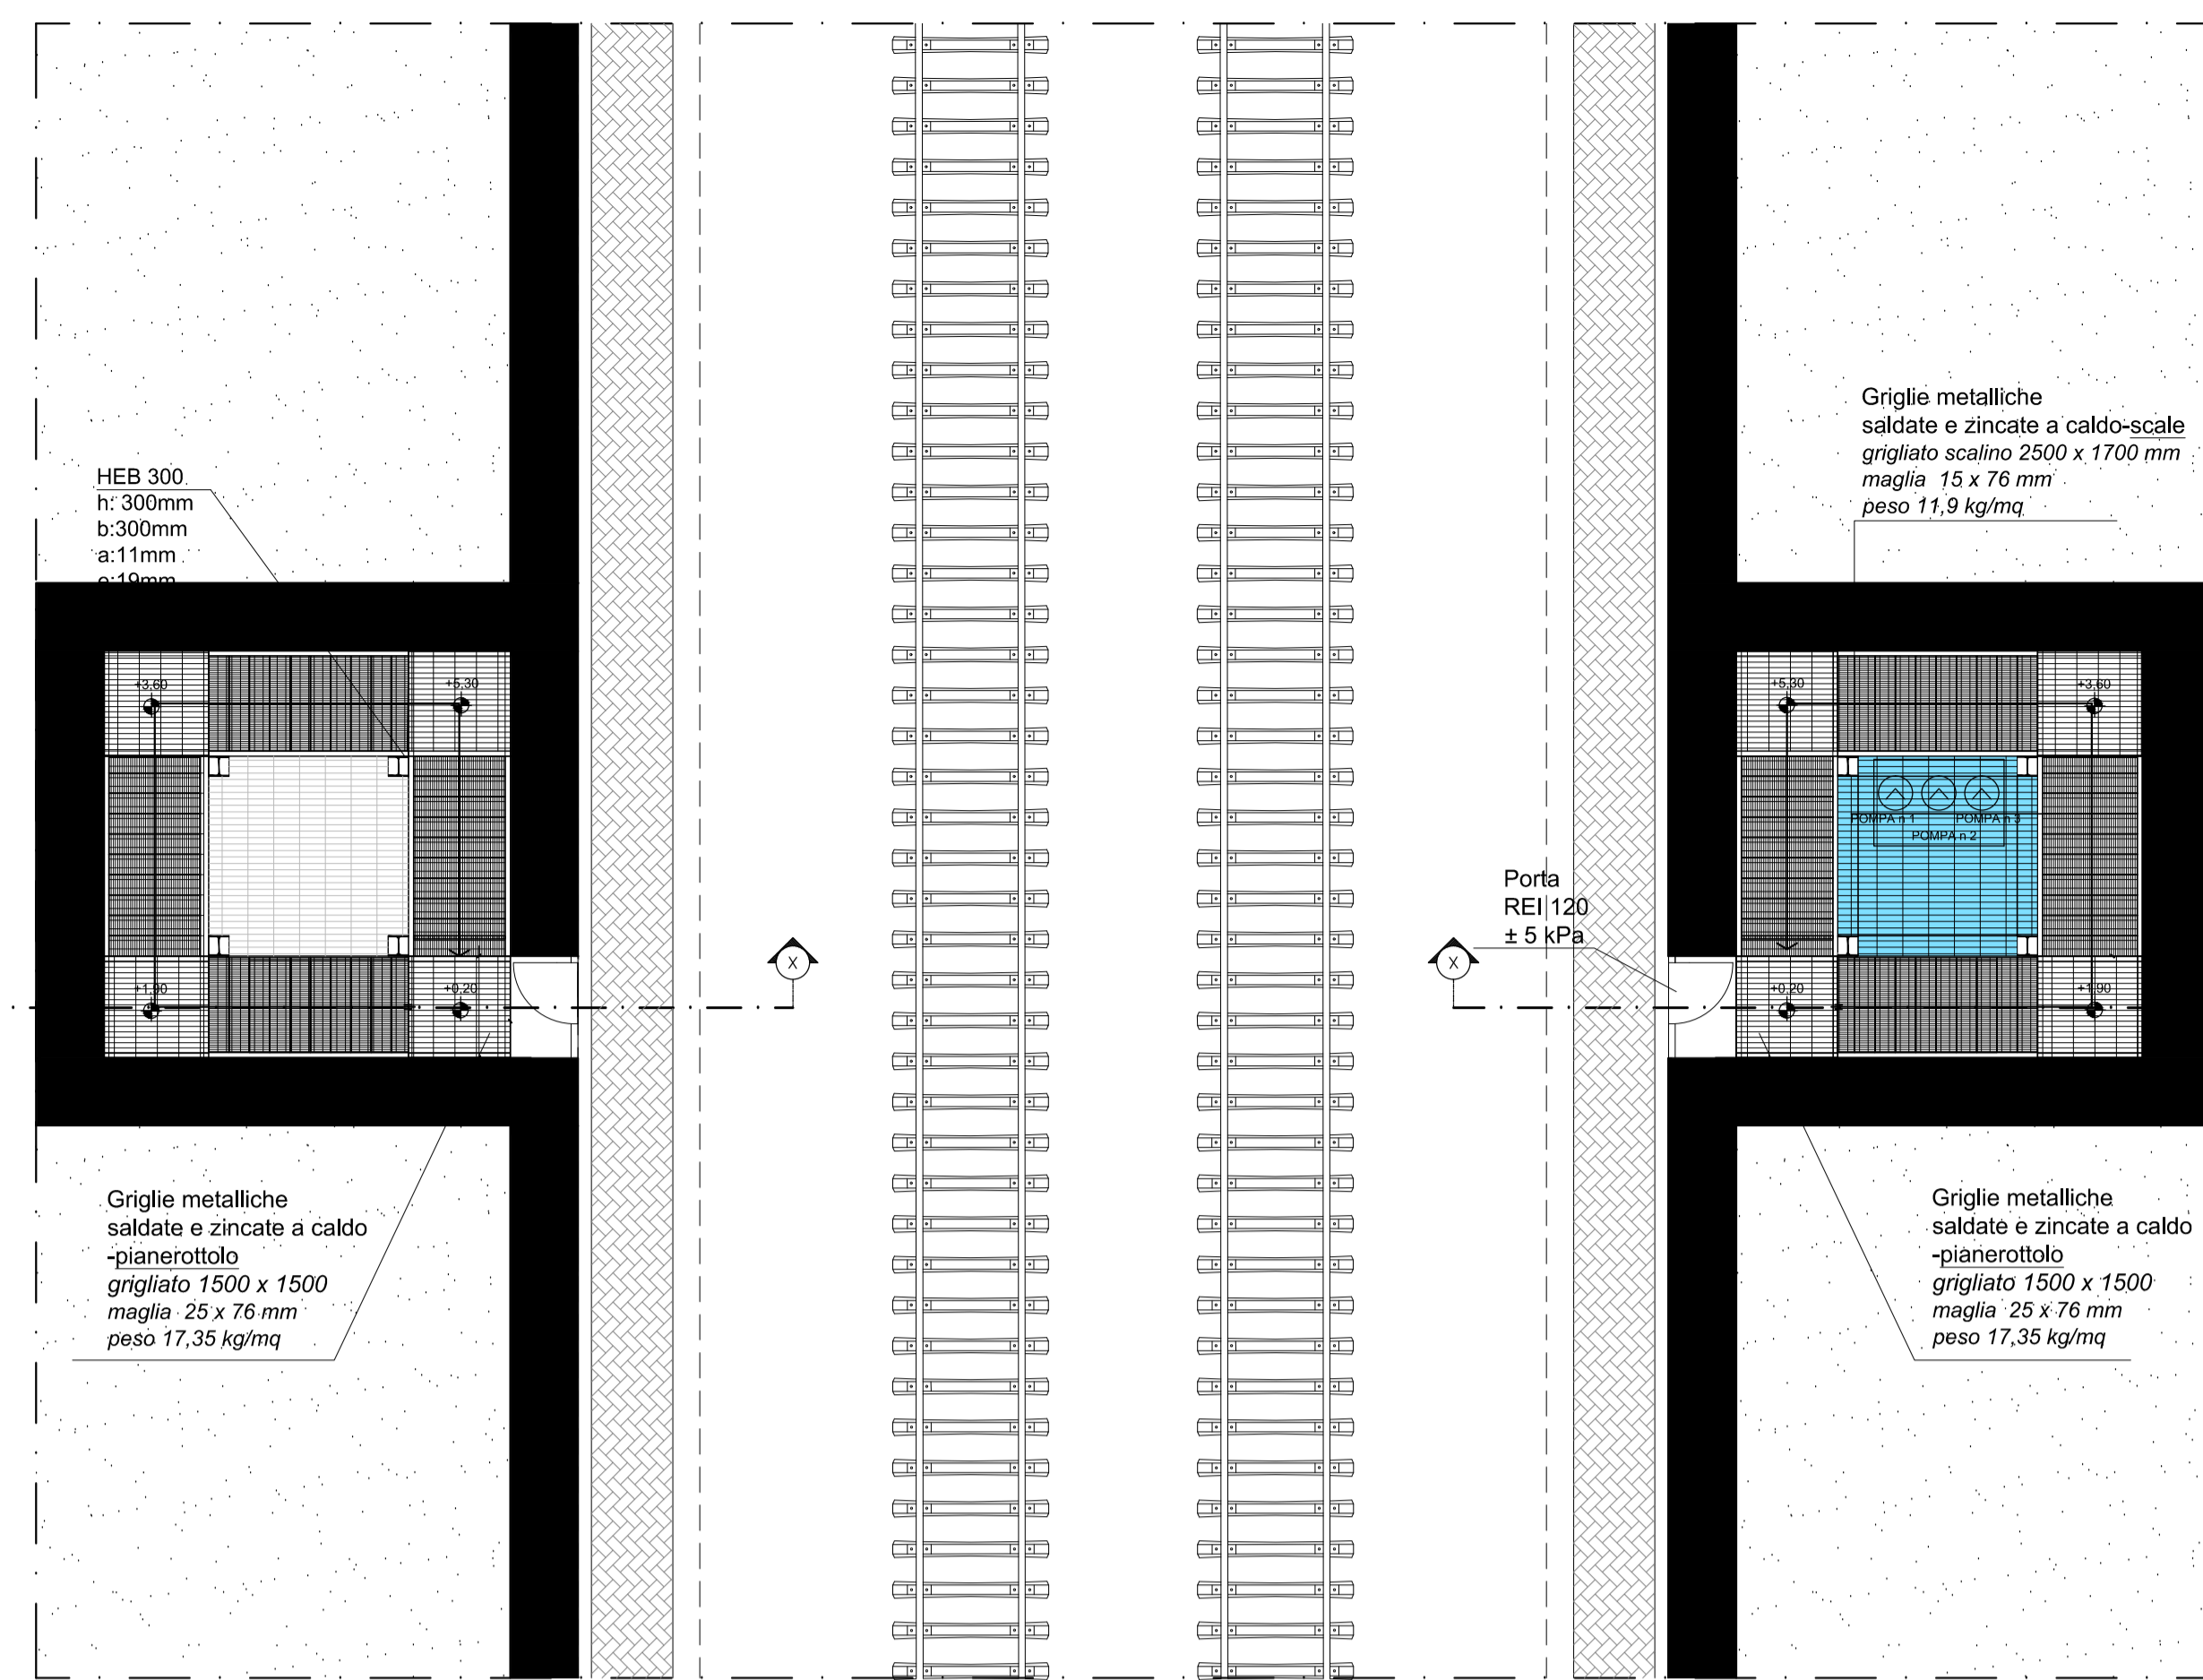 HEB 300
h: 300mm
b:300mm
a:11mm
e:19mm
Griglie metalliche
saldate e zincate a caldo-scale
grigliato scalino 2500 x 1700 mm
maglia 15 x 76 mm
peso 11,9 kg/mq
+3,60
+5,30
+5,30
+3,60
POMPA n 1
POMPA n 3
POMPA n 2
Porta
REI 120
± 5 kPa
X
X
+1,90
+0,20
+0,20
+1,90
Griglie metalliche
saldate e zincate a caldo
-pianerottolo
grigliato 1500 x 1500
maglia 25 x 76 mm
peso 17,35 kg/mq
Griglie metalliche
saldate e zincate a caldo
-pianerottolo
grigliato 1500 x 1500
maglia 25 x 76 mm
peso 17,35 kg/mq